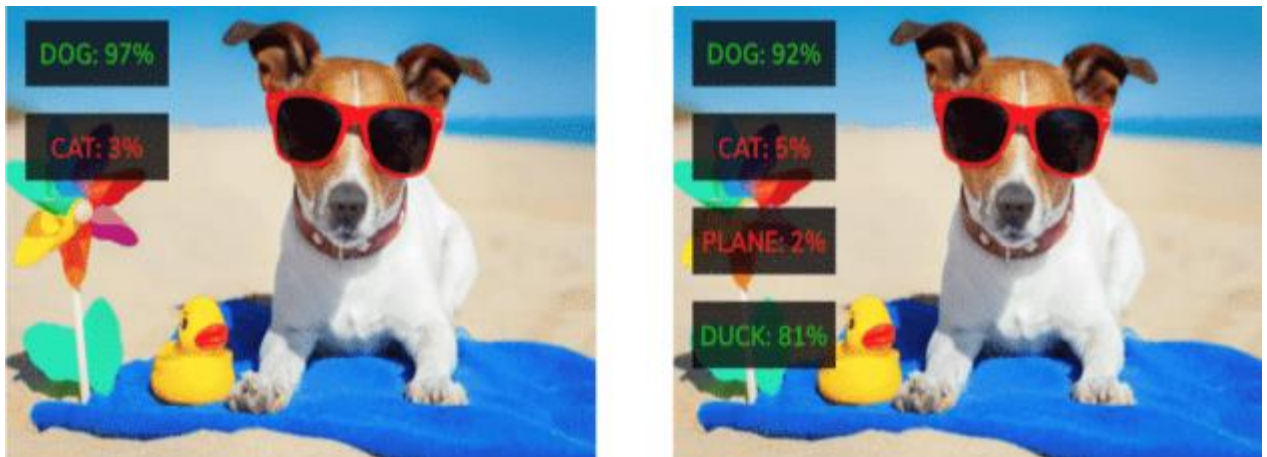 DOG: 97%
CAT: 3%
DOG: 92%
CAT: 5%
PLANE: 2%
DUCK: 81%